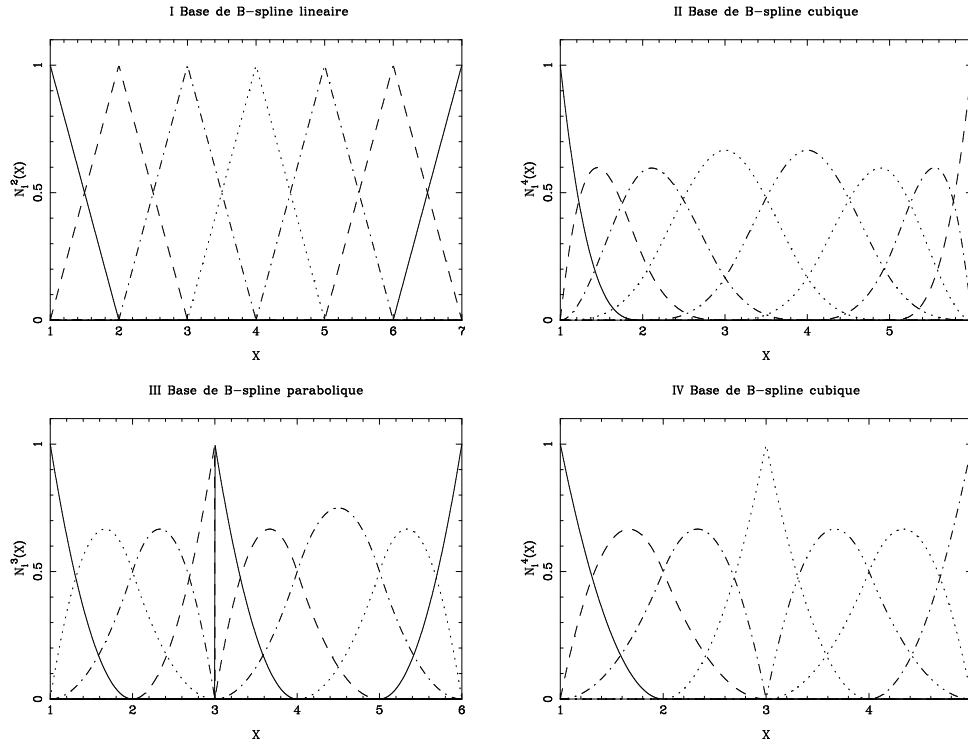 I Base de B-spline lineaire
N_i^2(X)
0
0.5
1
1 2 3 4 5 6 7
X
II Base de B-spline cubique
N_i^4(X)
0
0.5
1
1 2 3 4 5
X
III Base de B-spline parabolique
N_i^3(X)
0
0.5
1
1 2 3 4 5 6
X
IV Base de B-spline cubique
N_i^4(X)
0
0.5
1
1 2 3 4
X